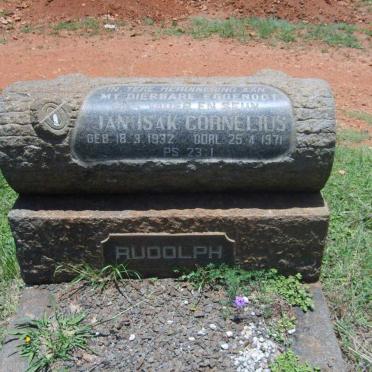 IN TERE HERINNERING AAN
MY DIERBARE EGGENOOT
VADER EN SEUN
JAN ISAK CORNELIUS
GEB. 18.3.1932 OORL. 25.4.1971
PS. 23:1
RUDOLPH